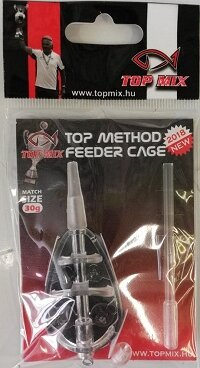 TOP MIX
www.topmix.hu
TOP MIX
TOP METHOD
FEEDER CAGE
2018
NEW
MATCH
SIZE
30g
WWW.TOPMIX.HU